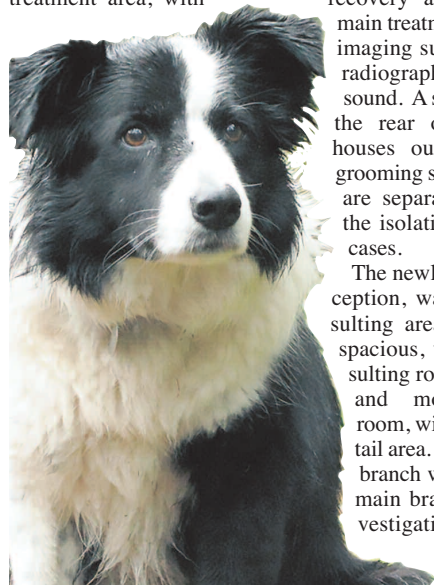 treatment area, with
recovery a
main treatm
imaging su
radiograph
sound. A s
the rear o
houses ou
grooming s
are separa
the isolati
cases.
The newl
ception, wa
sulting area
spacious,
sulting ro
and mo
room, wi
tail area.
branch w
main bra
vestigati